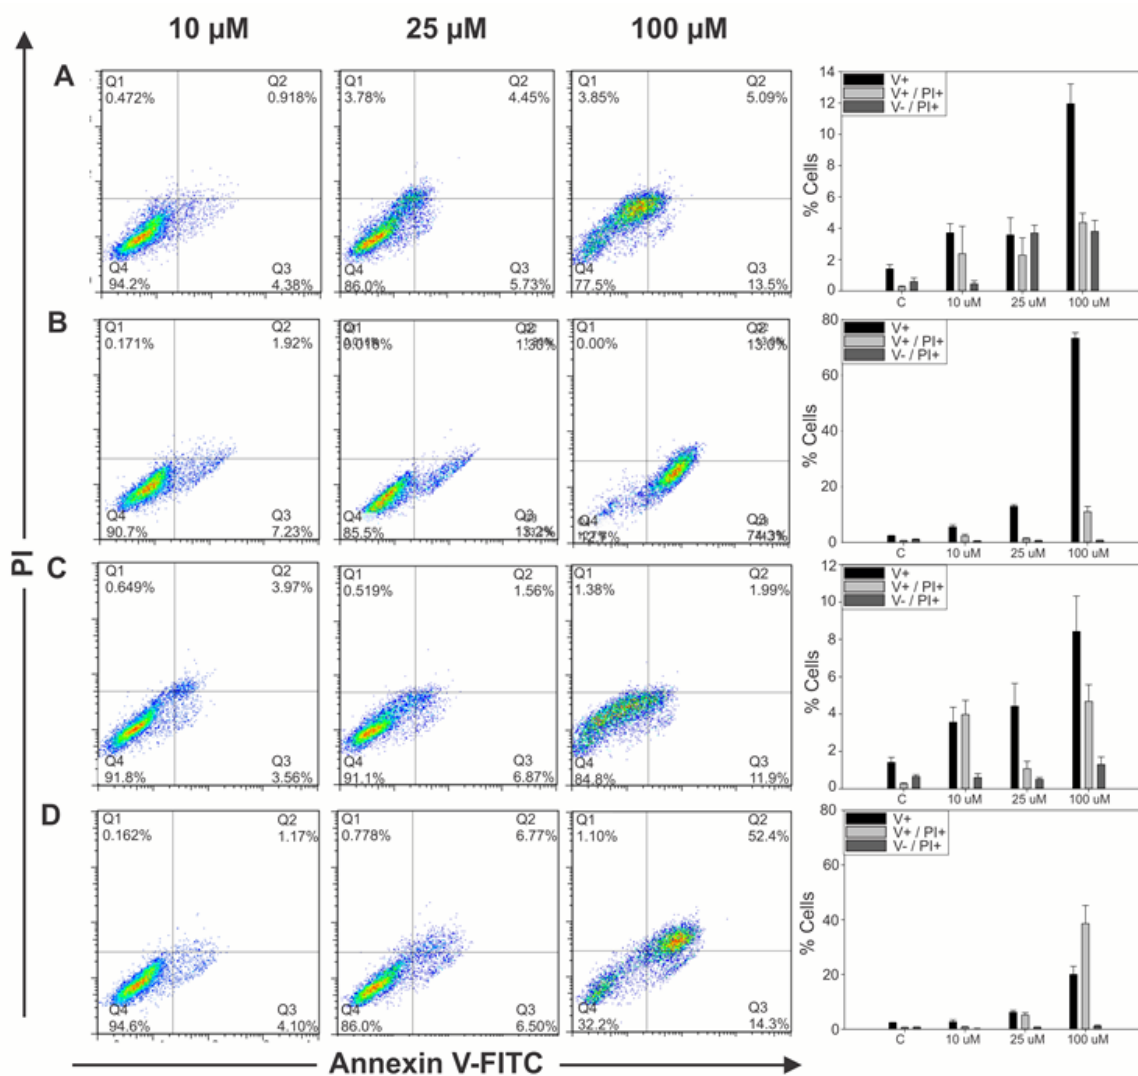 10 µM 25 µM 100 µM
A
Q1 Q2
0.472% 0.918%
Q4 Q3
94.2% 4.38%
Q1 Q2
3.78% 4.45%
Q4 Q3
86.0% 5.73%
Q1 Q2
3.85% 5.09%
Q4 Q3
77.5% 13.5%
V+
V+ / PI+
V- / PI+
% Cells
14
12
10
8
6
4
2
0
C 10 uM 25 uM 100 uM
B
Q1 Q2
0.171% 1.92%
Q4 Q3
90.7% 7.23%
Q1
0.018% 1.30%
Q4
85.5% 13.2%
Q1
0.00% 13.0%
Q4
74.3%
V+
V+ / PI+
V- / PI+
% Cells
80
60
40
20
0
C 10 uM 25 uM 100 uM
PI
C
Q1 Q2
0.649% 3.97%
Q4 Q3
91.8% 3.56%
Q1 Q2
0.519% 1.56%
Q4 Q3
91.1% 6.87%
Q1 Q2
1.38% 1.99%
Q4 Q3
84.8% 11.9%
V+
V+ / PI+
V- / PI+
% Cells
12
10
8
6
4
2
0
C 10 uM 25 uM 100 uM
D
Q1 Q2
0.162% 1.17%
Q4 Q3
94.6% 4.10%
Q1 Q2
0.778% 6.77%
Q4 Q3
86.0% 6.50%
Q1 Q2
1.10% 52.4%
Q4 Q3
32.2% 14.3%
V+
V+ / PI+
V- / PI+
% Cells
80
60
40
20
0
C 10 uM 25 uM 100 uM
Annexin V-FITC